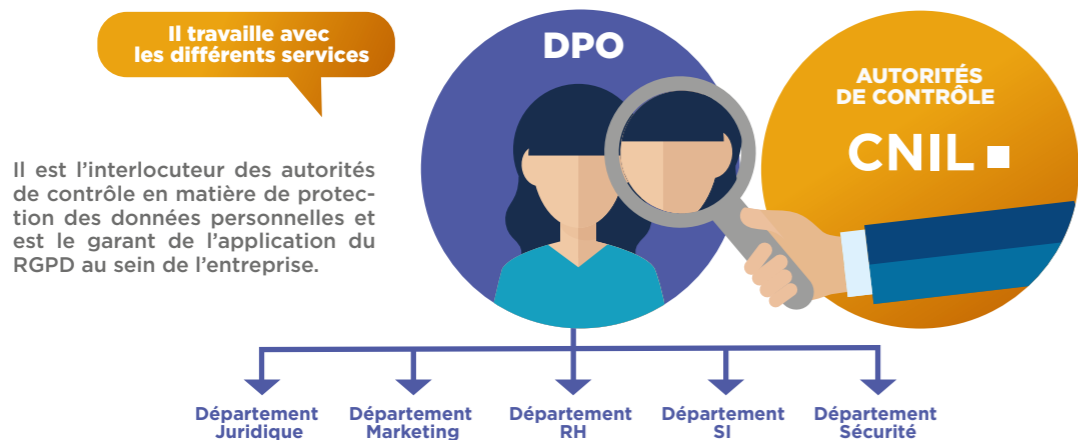 Il travaille avec
les différents services
Il est l’interlocuteur des autorités
de contrôle en matière de protec-
tion des données personnelles et
est le garant de l’application du
RGPD au sein de l’entreprise.
DPO
AUTORITÉS
DE CONTRÔLE
CNIL
Département
Juridique
Département
Marketing
Département
RH
Département
SI
Département
Sécurité